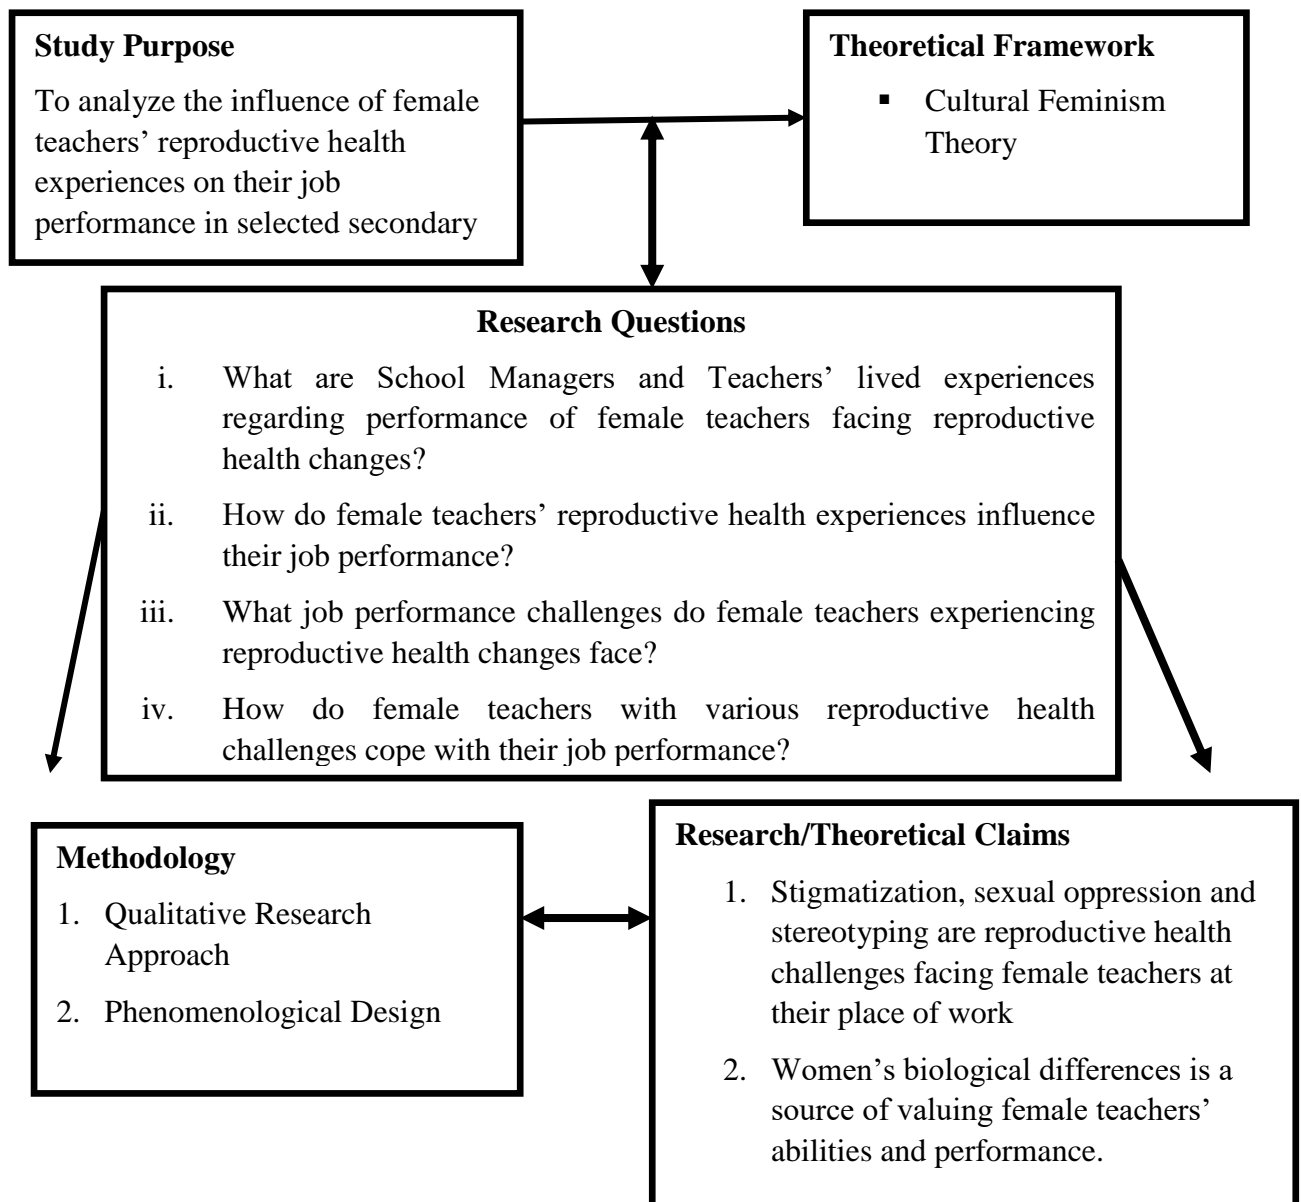 Study Purpose
To analyze the influence of female
teachers’ reproductive health
experiences on their job
performance in selected secondary
Theoretical Framework
▪ Cultural Feminism
Theory
Research Questions
i. What are School Managers and Teachers’ lived experiences
regarding performance of female teachers facing reproductive
health changes?
ii. How do female teachers’ reproductive health experiences influence
their job performance?
iii. What job performance challenges do female teachers experiencing
reproductive health changes face?
iv. How do female teachers with various reproductive health
challenges cope with their job performance?
Methodology
1. Qualitative Research
Approach
2. Phenomenological Design
Research/Theoretical Claims
1. Stigmatization, sexual oppression and
stereotyping are reproductive health
challenges facing female teachers at
their place of work
2. Women’s biological differences is a
source of valuing female teachers’
abilities and performance.